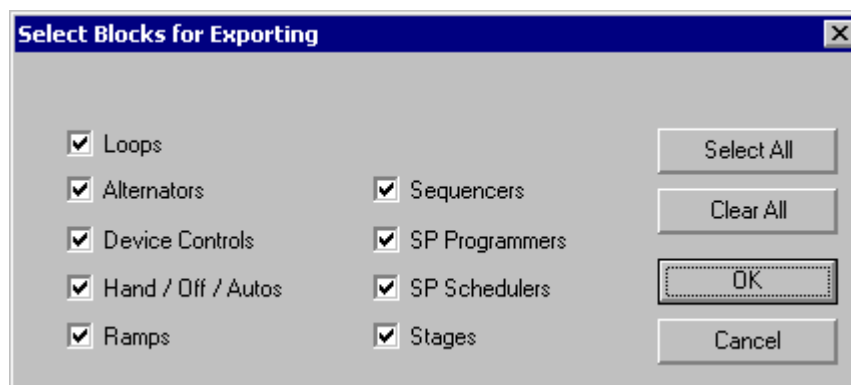 Select Blocks for Exporting
Loops
Alternators
Device Controls
Hand / Off / Autos
Ramps
Sequencers
SP Programmers
SP Schedulers
Stages
Select All
Clear All
OK
Cancel